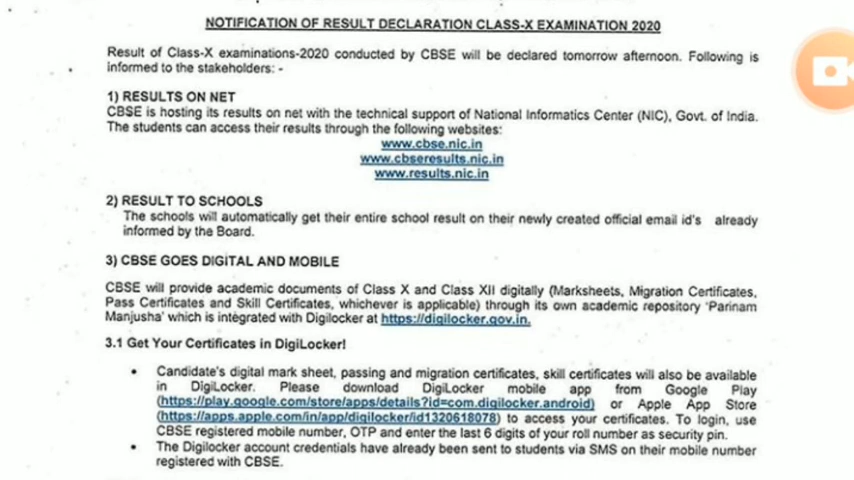 NOTIFICATION OF RESULT DECLARATION CLASS-X EXAMINATION 2020
Result of Class-X examinations-2020 conducted by CBSE will be declared tomorrow afternoon. Following is
informed to the stakeholders: -
1) RESULTS ON NET
CBSE is hosting its results on net with the technical support of National Informatics Center (NIC), Govt. of India.
The students can access their results through the following websites:
www.cbse.nic.in
www.cbseresults.nic.in
www.results.nic.in
2) RESULT TO SCHOOLS
The schools will automatically get their entire school result on their newly created official email id's already
informed by the Board.
3) CBSE GOES DIGITAL AND MOBILE
CBSE will provide academic documents of Class X and Class XII digitally (Marksheets, Migration Certificates,
Pass Certificates and Skill Certificates, whichever is applicable) through its own academic repository 'Parinam
Manjusha' which is integrated with Digilocker at https://digilocker.gov.in.
3.1 Get Your Certificates in DigiLocker!
• Candidate's digital mark sheet, passing and migration certificates, skill certificates will also be available
in DigiLocker. Please download DigiLocker mobile app from Google Play
(https://play.google.com/store/apps/details?id=com.digilocker.android) or Apple App Store
(https://apps.apple.com/in/app/digilocker/id1320618078) to access your certificates. To login, use
CBSE registered mobile number, OTP and enter the last 6 digits of your roll number as security pin.
• The Digilocker account credentials have already been sent to students via SMS on their mobile number
registered with CBSE.